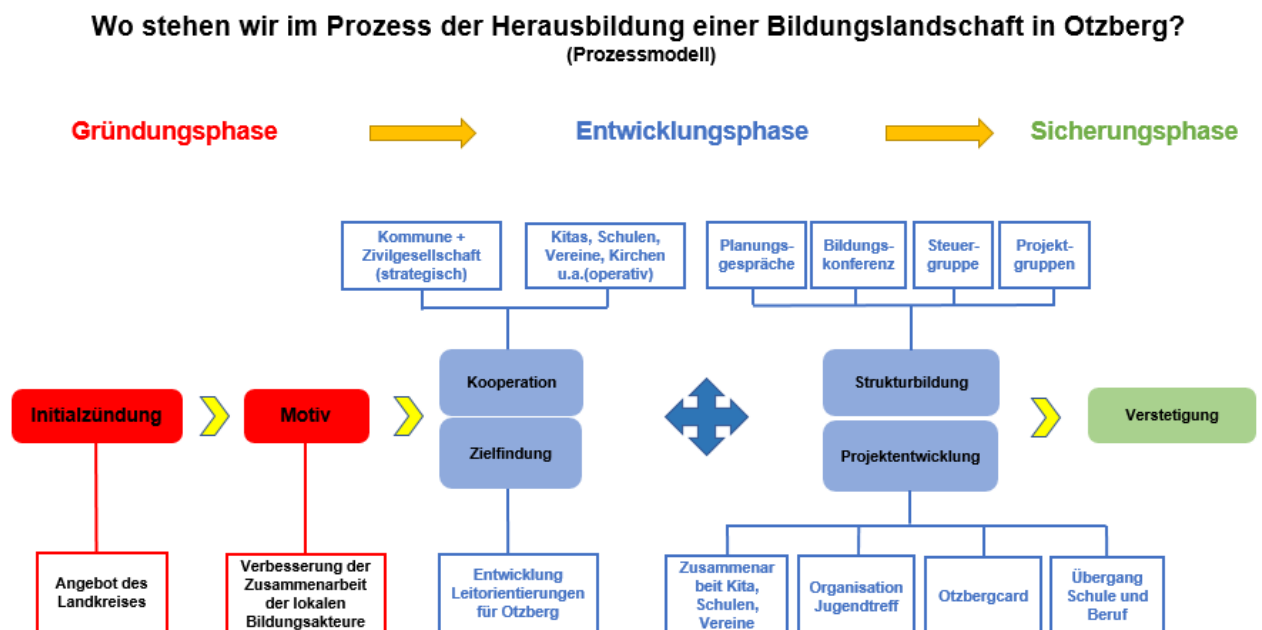 Wo stehen wir im Prozess der Herausbildung einer Bildungslandschaft in Otzberg?
(Prozessmodell)
Gründungsphase
Entwicklungsphase
Sicherungsphase
Kommune +
Zivilgesellschaft
(strategisch)
Kitas, Schulen,
Vereine, Kirchen
u.a.(operativ)
Planungs-
gespräche
Bildungs-
konferenz
Steuer-
gruppe
Projekt-
gruppen
Initialzündung
Motiv
Kooperation
Zielfindung
Strukturbildung
Projektentwicklung
Verstetigung
Angebot des
Landkreises
Verbesserung der
Zusammenarbeit
der lokalen
Bildungsakteure
Entwicklung
Leitorientierungen
für Otzberg
Zusammenar
beit Kita,
Schulen,
Vereine
Organisation
Jugendtreff
Otzbergcard
Übergang
Schule und
Beruf